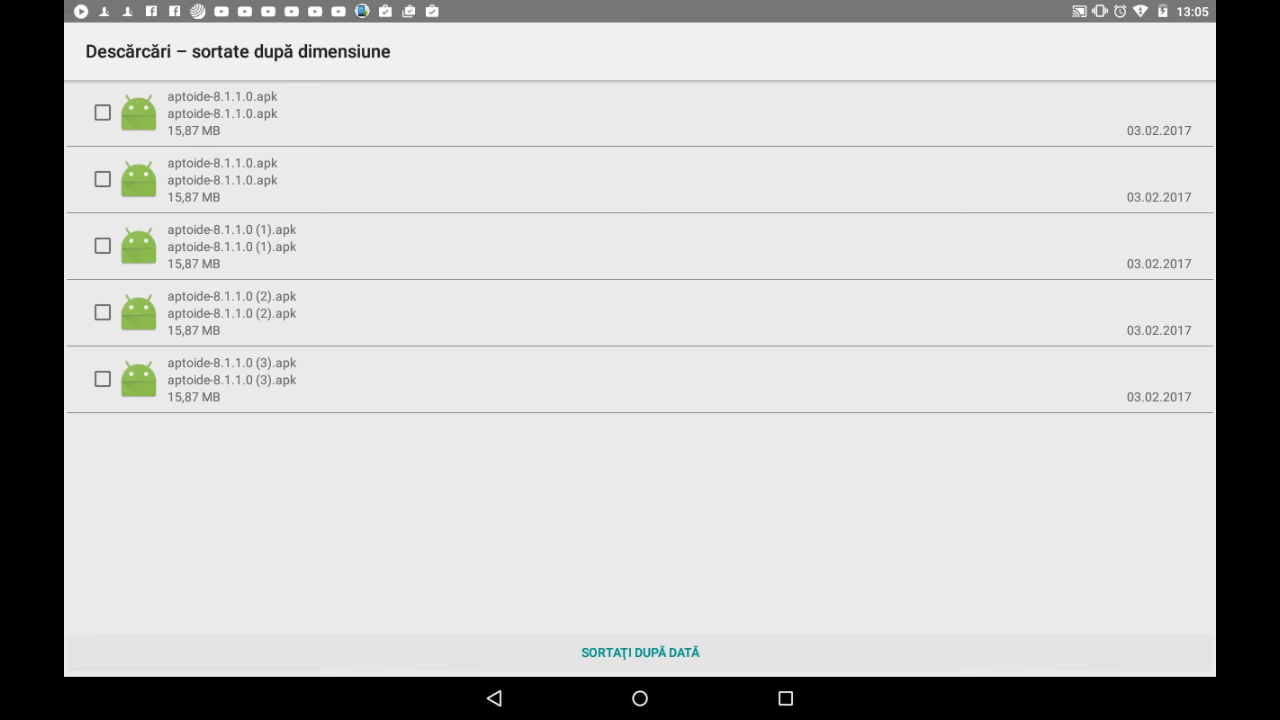 13:05
Descărcări – sortate după dimensiune
aptoide-8.1.1.0.apk
aptoide-8.1.1.0.apk
15,87 MB
03.02.2017
aptoide-8.1.1.0.apk
aptoide-8.1.1.0.apk
15,87 MB
03.02.2017
aptoide-8.1.1.0 (1).apk
aptoide-8.1.1.0 (1).apk
15,87 MB
03.02.2017
aptoide-8.1.1.0 (2).apk
aptoide-8.1.1.0 (2).apk
15,87 MB
03.02.2017
aptoide-8.1.1.0 (3).apk
aptoide-8.1.1.0 (3).apk
15,87 MB
03.02.2017
SORTAŢI DUPĂ DATĂ